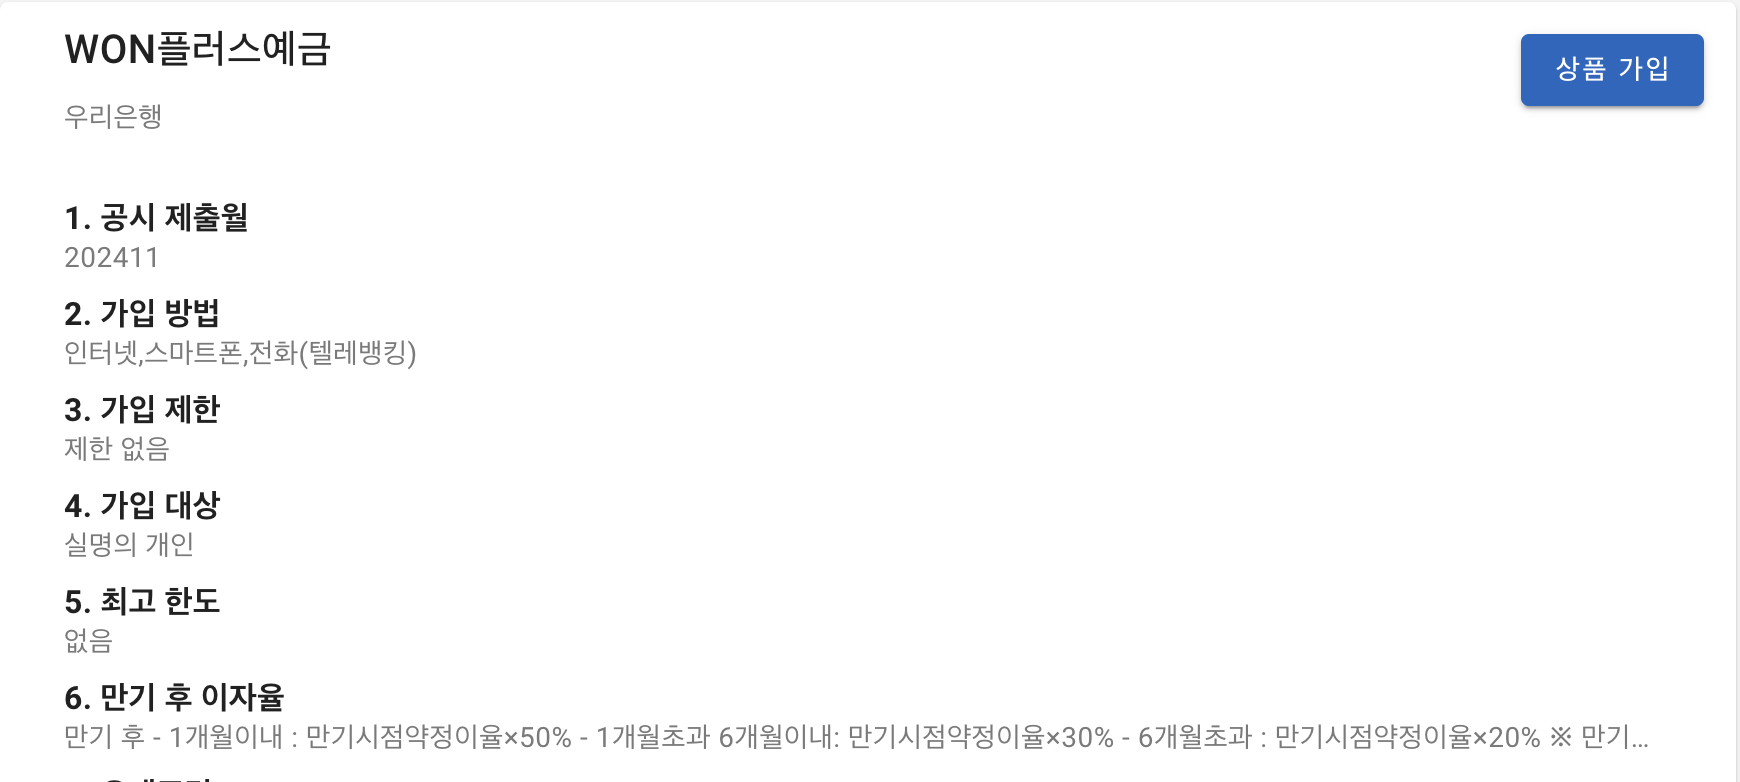 WON플러스예금
상품 가입
우리은행
1. 공시 제출월
202411
2. 가입 방법
인터넷,스마트폰,전화(텔레뱅킹)
3. 가입 제한
제한 없음
4. 가입 대상
실명의 개인
5. 최고 한도
없음
6. 만기 후 이자율
만기 후 - 1개월이내 : 만기시점약정이율×50% - 1개월초과 6개월이내: 만기시점약정이율×30% - 6개월초과 : 만기시점약정이율×20% ※ 만기...